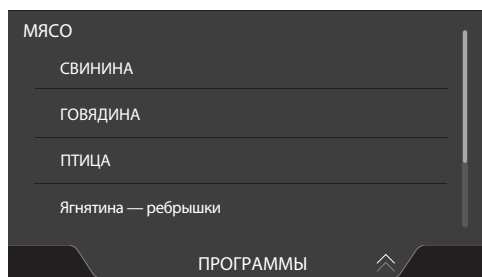 МЯСО
СВИНИНА
ГОВЯДИНА
ПТИЦА
Ягнятина — ребрышки
ПРОГРАММЫ